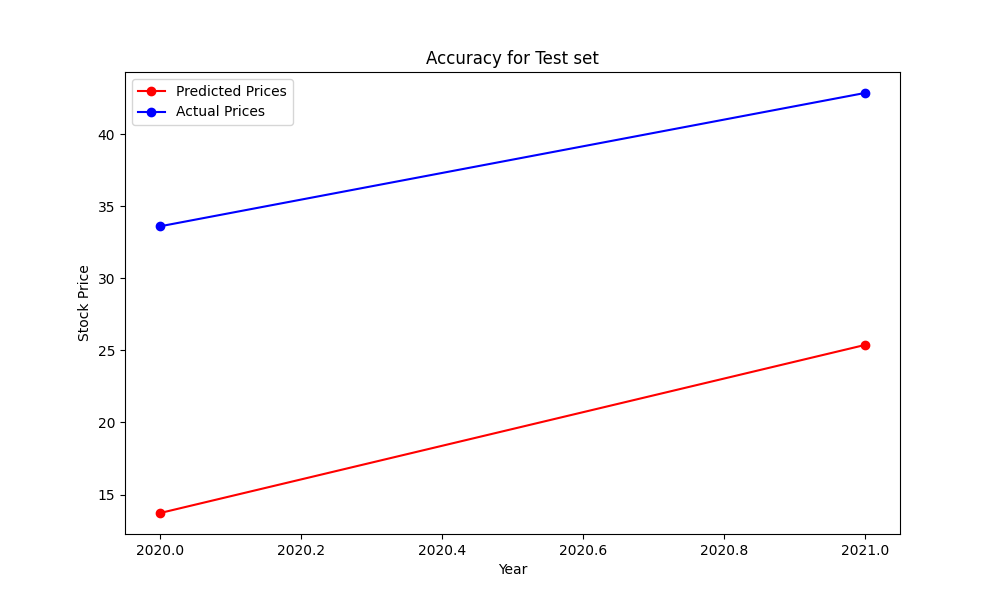 Accuracy for Test set
Predicted Prices
Actual Prices
40
35
30
25
20
15
Stock Price
2020.0 2020.2 2020.4 2020.6 2020.8 2021.0
Year